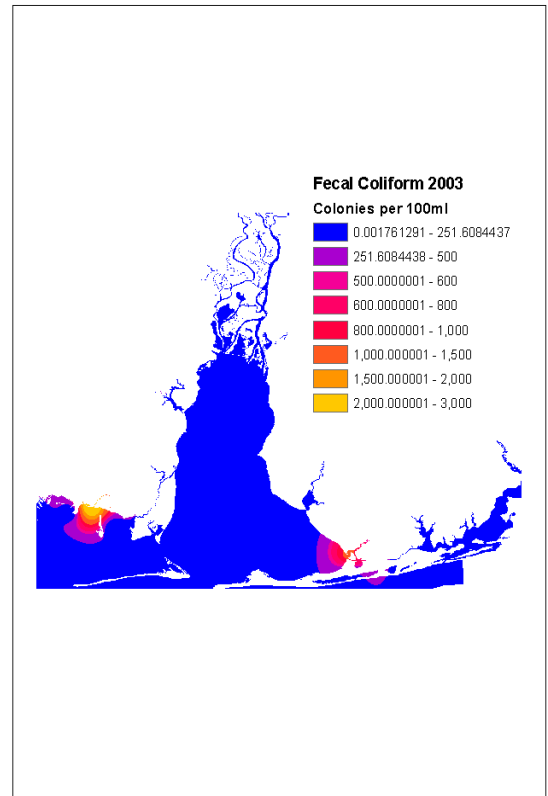 Fecal Coliform 2003
Colonies per 100ml
0.001761291 - 251.6084437
251.6084438 - 500
500.0000001 - 600
600.0000001 - 800
800.0000001 - 1,000
1,000.000001 - 1,500
1,500.000001 - 2,000
2,000.000001 - 3,000